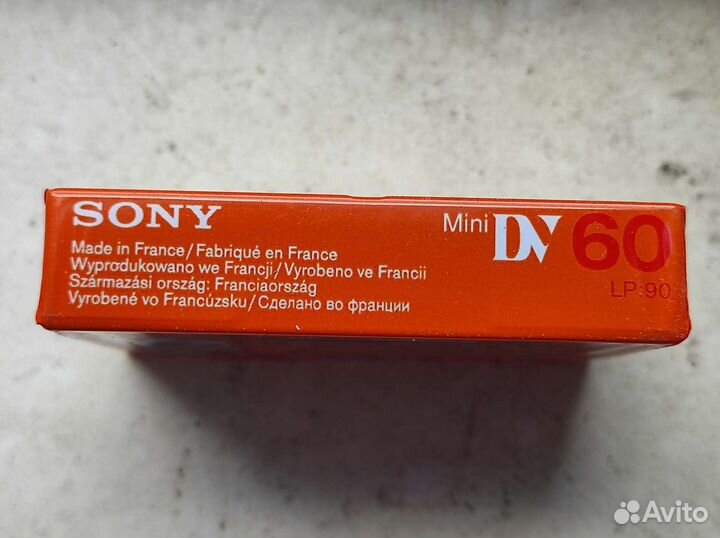 SONY
Made in France/Fabriqué en France
Wyprodukowano we Francji/Vyrobeno ve Francii
Származási ország: Franciaország
Vyrobené vo Francúzsku/Сделано во франции
Mini DV 60
LP:90
Avito